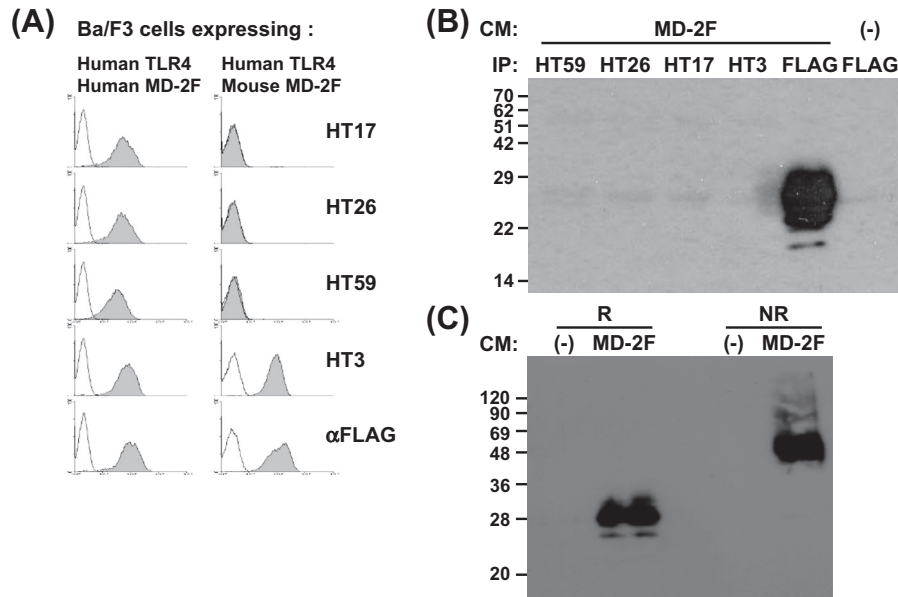 (A) Ba/F3 cells expressing :
Human TLR4 Human TLR4
Human MD-2F Mouse MD-2F
HT17
HT26
HT59
HT3
αFLAG
(B) CM: MD-2F (-)
IP: HT59 HT26 HT17 HT3 FLAG FLAG
70
62
51
42
29
22
14
(C) R NR
CM: (-) MD-2F (-) MD-2F
120
90
69
48
36
28
20